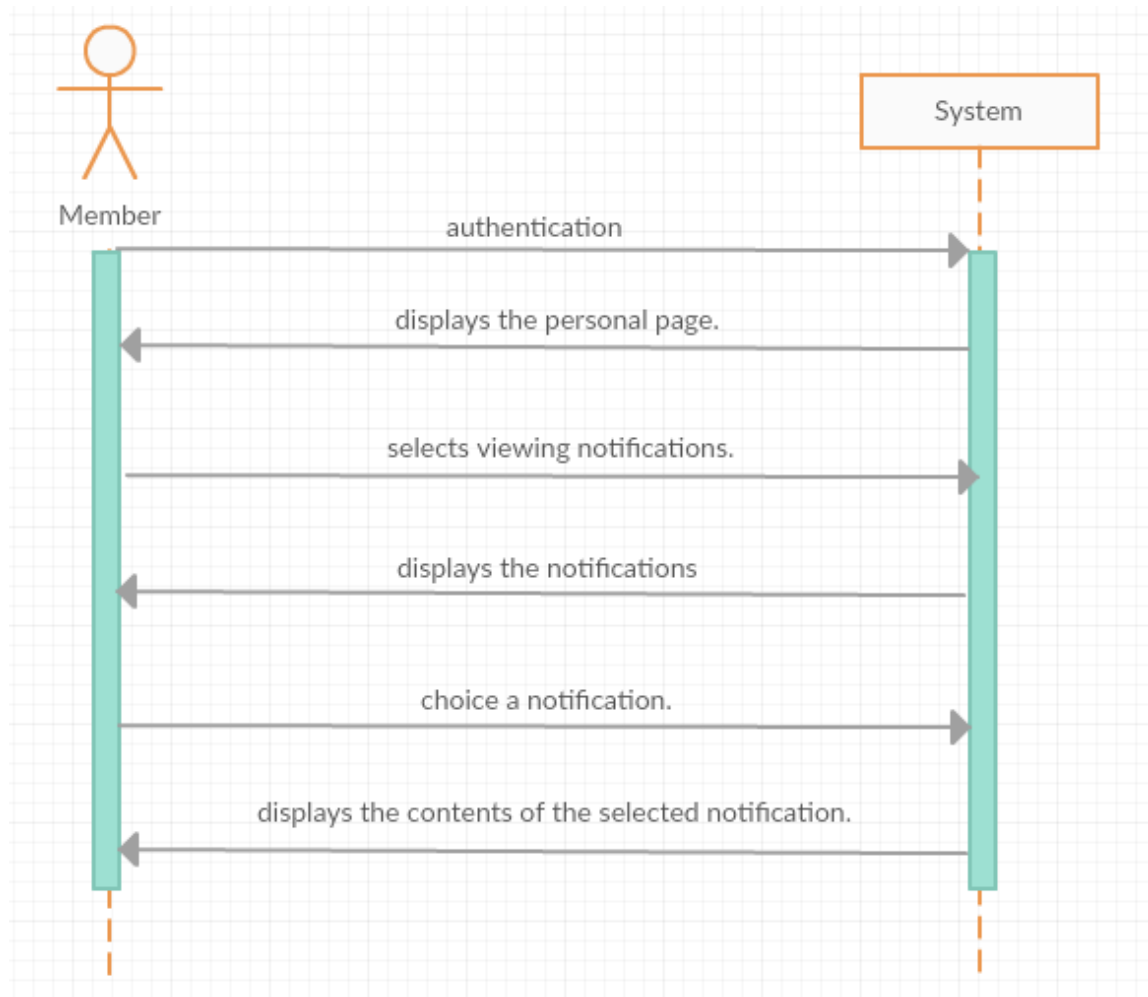 System
Member
authentication
displays the personal page.
selects viewing notifications.
displays the notifications
choice a notification.
displays the contents of the selected notification.